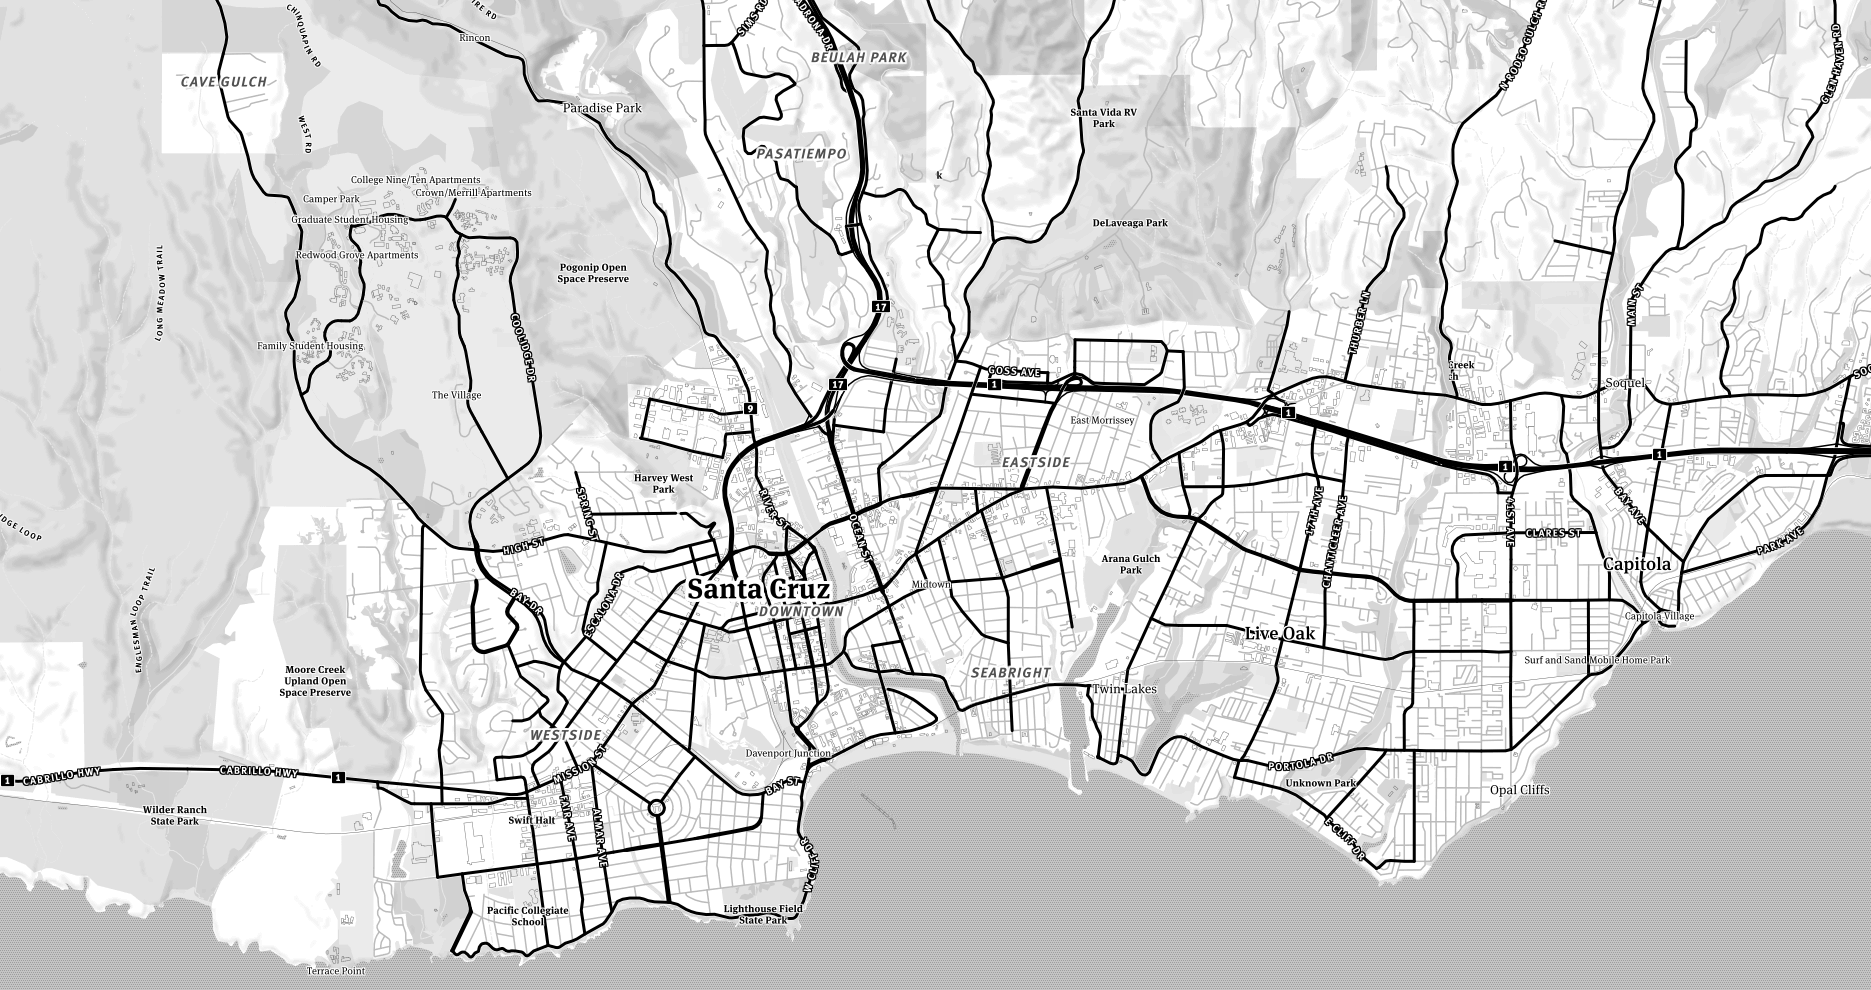 CHINQUAPIN RD
IRE RD
SIMS RD
ADRONA DR
N RODEO GULCH R
GLEN HAVEN RD
Rincon
BEULAH PARK
CAVE GULCH
Paradise Park
Santa Vida RV
Park
WEST RD
PASATIEMPO
k
College Nine/Ten Apartments
Crown/Merrill Apartments
Camper Park
Graduate Student Housing
DeLaveaga Park
Redwood Grove Apartments
Pogonip Open
Space Preserve
LONG MEADOW TRAIL
17
MAIN ST
THURBER LN
COOLIDGE DR
Family Student Housing
GOSS AVE
1
17
Creek
SOQ
Soquel
The Village
9
1
East Morrissey
EASTSIDE
1
1
Harvey West
Park
SPRING ST
RIVER ST
OCEAN ST
17TH AVE
CHANTICLEER AVE
41ST AVE
BAY AVE
DGE LOOP
HIGH ST
CLARES ST
PARK AVE
Arana Gulch
Park
Capitola
Santa Cruz
DOWNTOWN
Midtown
BAY DR
ESCALONA DR
Capitola Village
ENGLESMAN LOOP TRAIL
Live Oak
Moore Creek
Upland Open
Space Preserve
SEABRIGHT
Surf and Sand Mobile Home Park
Twin Lakes
WESTSIDE
Davenport Junction
MISSION ST
PORTOLA DR
1
CABRILLO HWY
CABRILLO HWY
1
BAY ST
Unknown Park
Opal Cliffs
Wilder Ranch
State Park
Swift Halt
FAIR AVE
ALMAR AVE
E CLIFF DR
W CLIFF DR
Pacific Collegiate
School
Lighthouse Field
State Park
Terrace Point